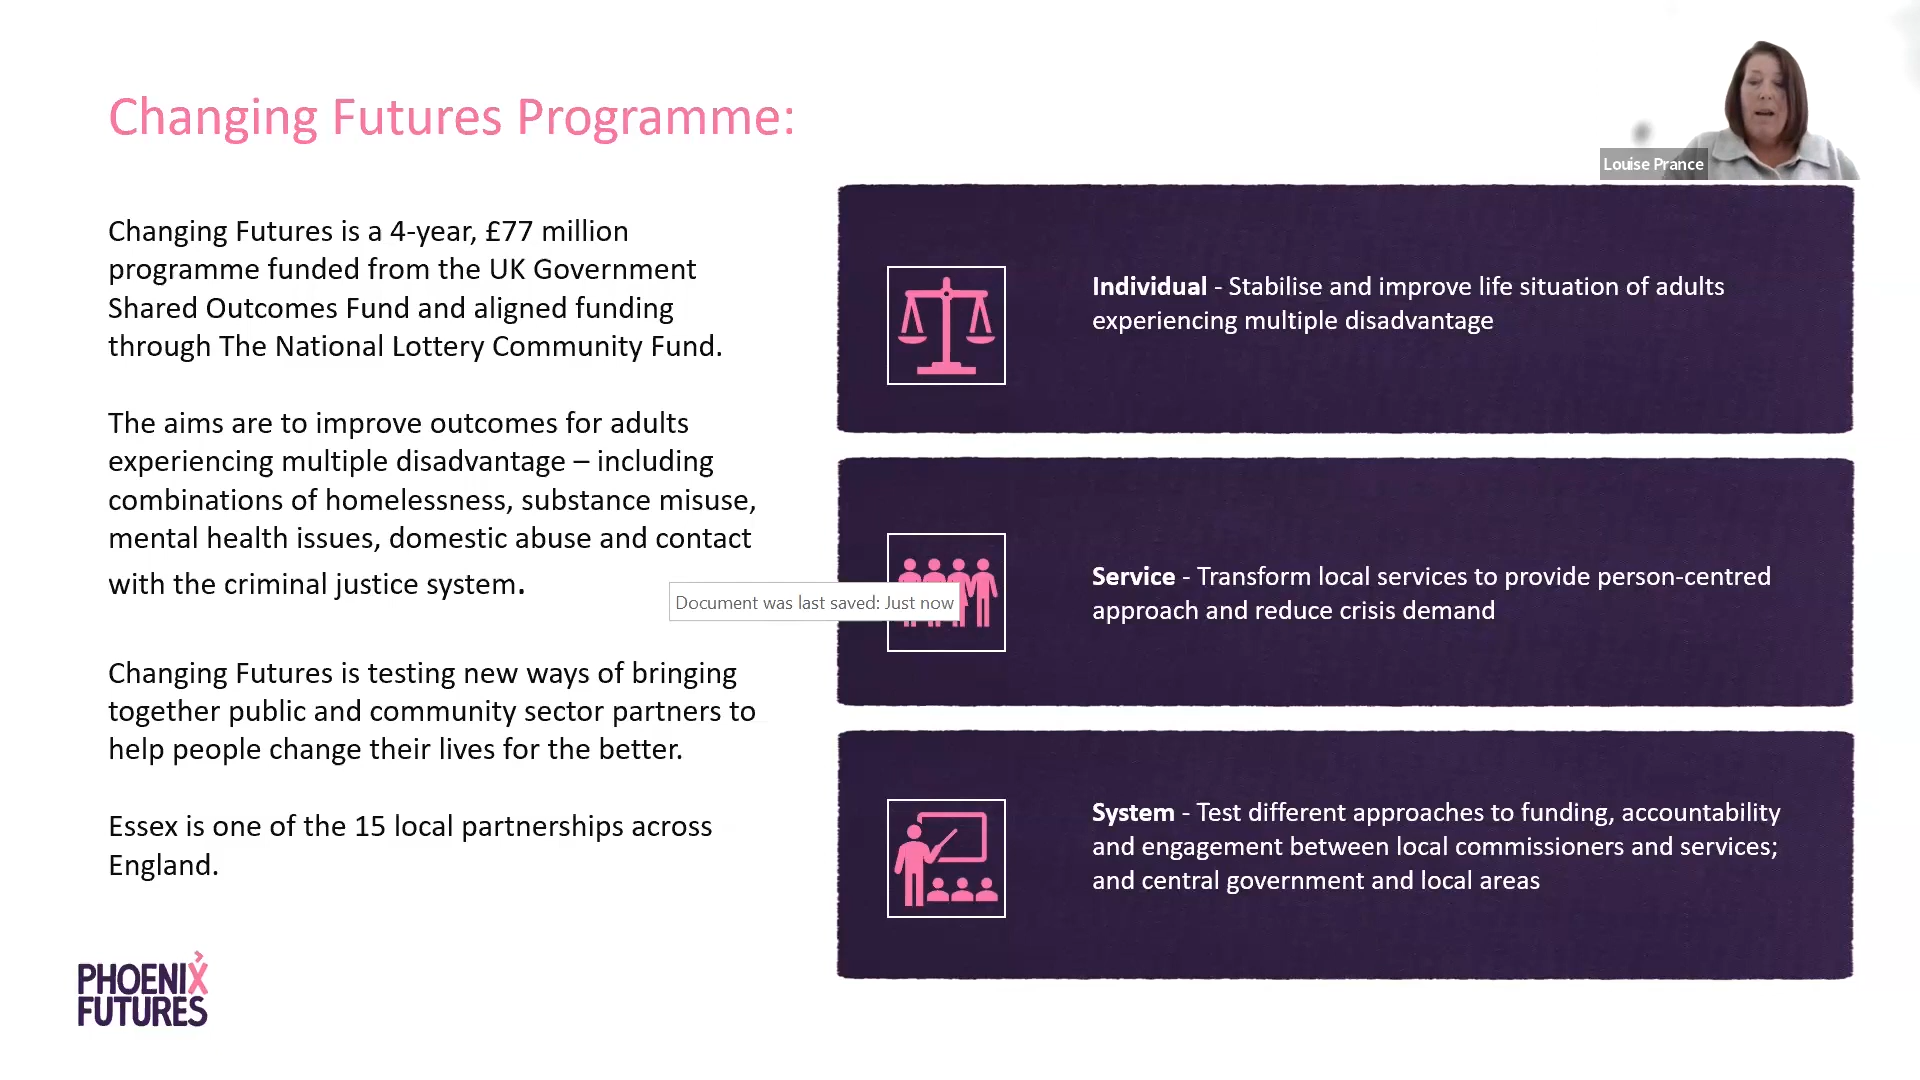 Changing Futures Programme:
Louise Prance
Changing Futures is a 4-year, £77 million
programme funded from the UK Government
Shared Outcomes Fund and aligned funding
through The National Lottery Community Fund.
The aims are to improve outcomes for adults
experiencing multiple disadvantage – including
combinations of homelessness, substance misuse,
mental health issues, domestic abuse and contact
with the criminal justice system.
Changing Futures is testing new ways of bringing
together public and community sector partners to
help people change their lives for the better.
Essex is one of the 15 local partnerships across
England.
Individual - Stabilise and improve life situation of adults
experiencing multiple disadvantage
Document was last saved: Just now
Service - Transform local services to provide person-centred
approach and reduce crisis demand
System - Test different approaches to funding, accountability
and engagement between local commissioners and services;
and central government and local areas
PHOENIX
FUTURES